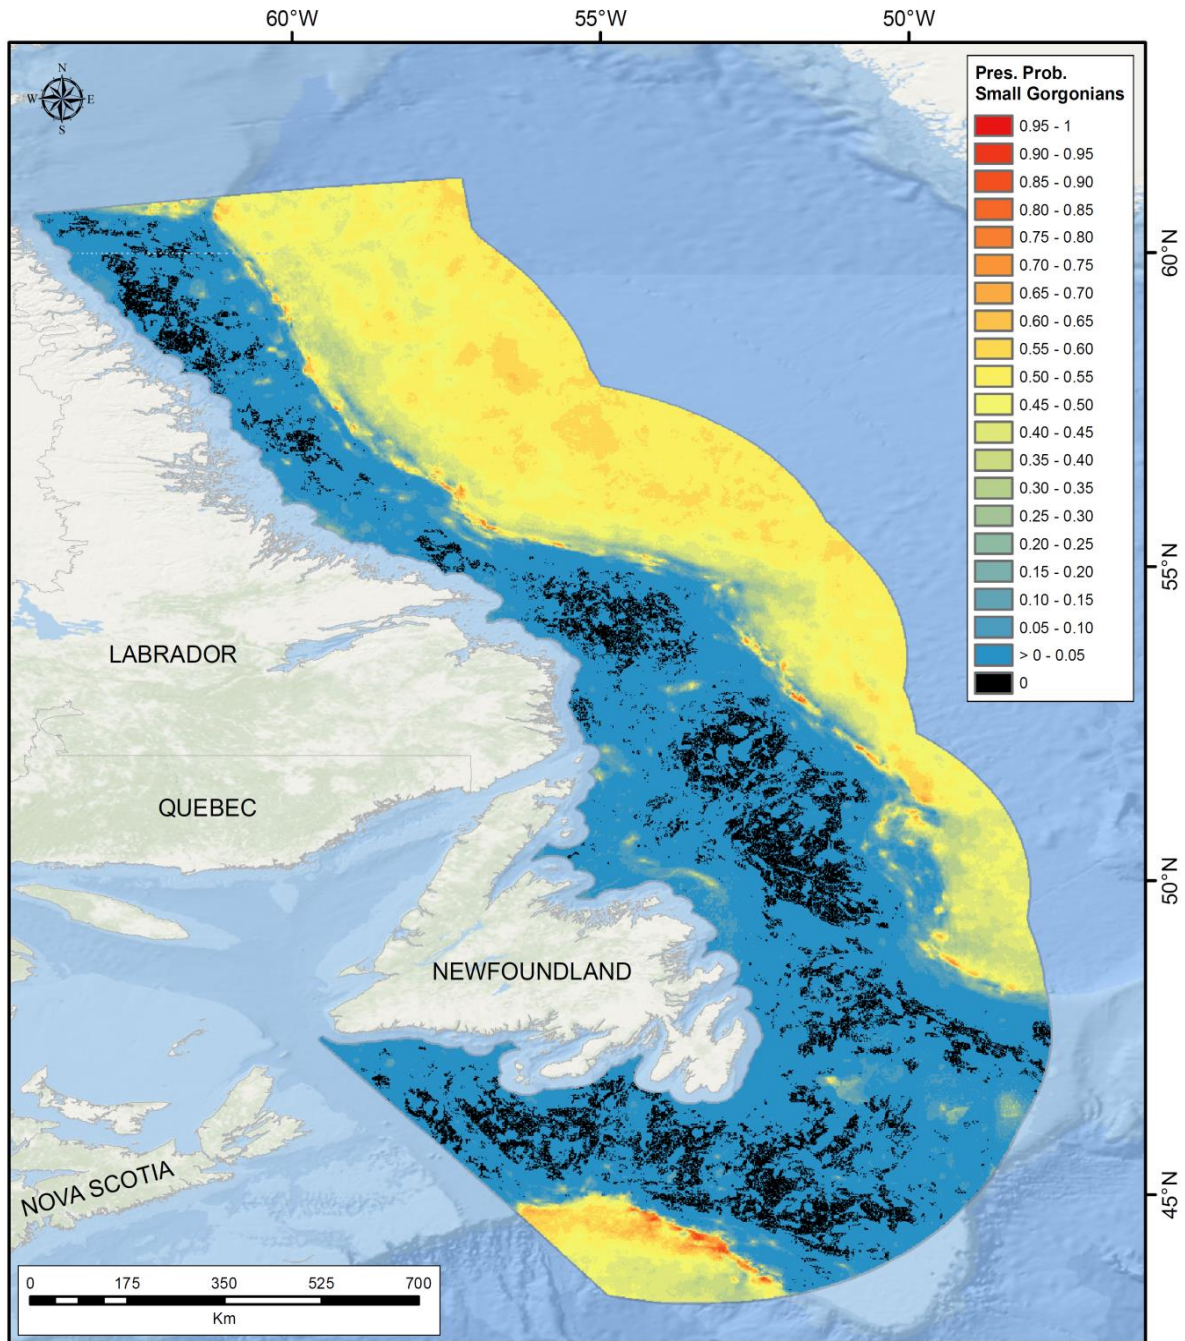 60°W 55°W 50°W
N
W E
S
Pres. Prob.
Small Gorgonians
0.95 - 1
0.90 - 0.95
0.85 - 0.90
0.80 - 0.85
0.75 - 0.80
0.70 - 0.75
0.65 - 0.70
0.60 - 0.65
0.55 - 0.60
0.50 - 0.55
0.45 - 0.50
0.40 - 0.45
0.35 - 0.40
0.30 - 0.35
0.25 - 0.30
0.20 - 0.25
0.15 - 0.20
0.10 - 0.15
0.05 - 0.10
> 0 - 0.05
0
60°N
55°N
50°N
45°N
LABRADOR
QUEBEC
NEWFOUNDLAND
NOVA SCOTIA
0 175 350 525 700
Km